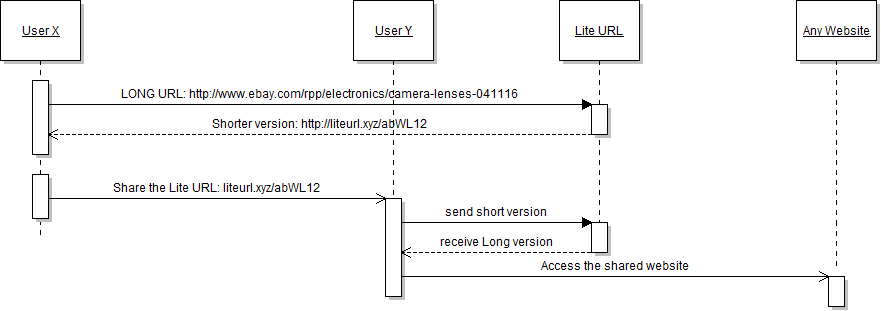 User X
User Y
Lite URL
Any Website
LONG URL: http://www.ebay.com/rpp/electronics/camera-lenses-041116
Shorter version: http://liteurl.xyz/abWL12
Share the Lite URL: liteurl.xyz/abWL12
send short version
receive Long version
Access the shared website